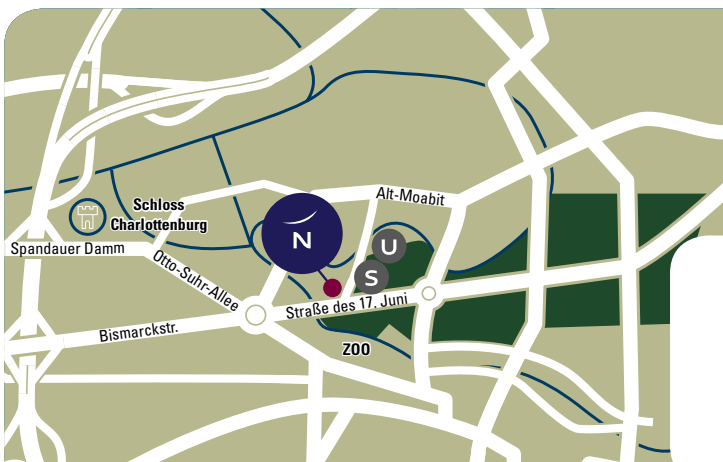 Alt-Moabit
Schloss
Charlottenburg
N
U
Spandauer Damm
S
Otto-Suhr-Allee
Straße des 17. Juni
Bismarckstr.
ZOO